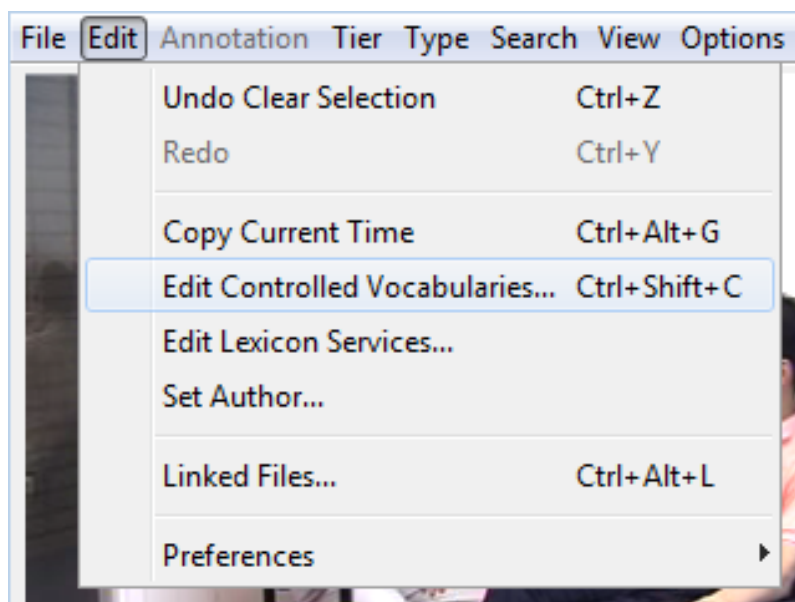 File Edit Annotation Tier Type Search View Options
Undo Clear Selection Ctrl+Z
Redo Ctrl+Y
Copy Current Time Ctrl+Alt+G
Edit Controlled Vocabularies... Ctrl+Shift+C
Edit Lexicon Services...
Set Author...
Linked Files... Ctrl+Alt+L
Preferences